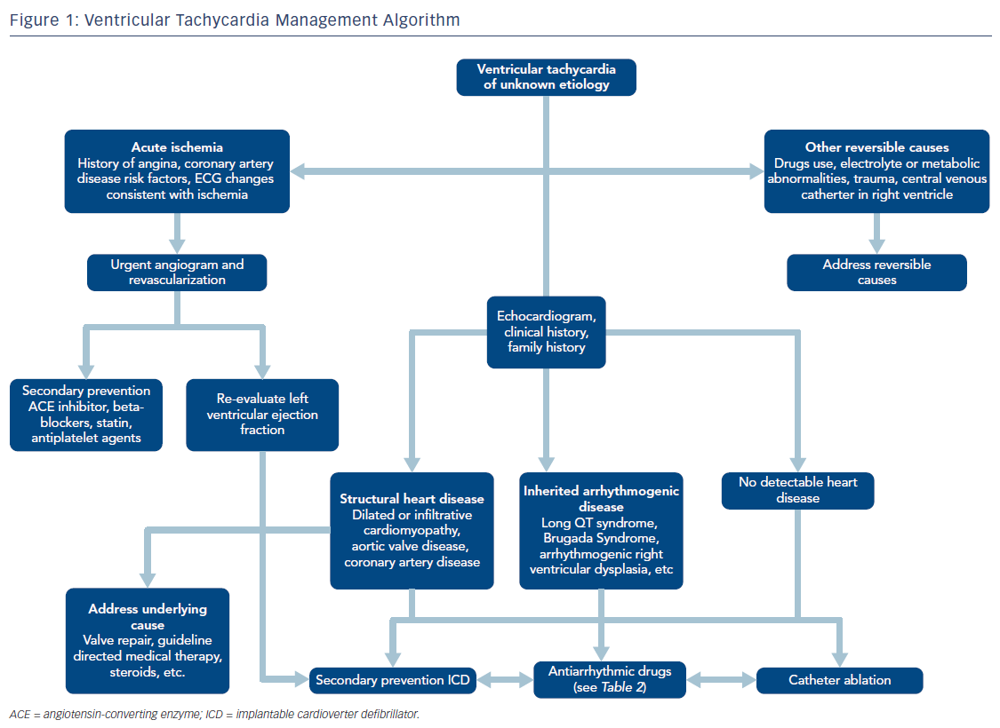 Figure 1: Ventricular Tachycardia Management Algorithm
Ventricular tachycardia
of unknown etiology
Acute ischemia
History of angina, coronary artery
disease risk factors, ECG changes
consistent with ischemia
Other reversible causes
Drugs use, electrolyte or metabolic
abnormalities, trauma, central venous
catherter in right ventricle
Urgent angiogram and
revascularization
Address reversible
causes
Echocardiogram,
clinical history,
family history
Secondary prevention
ACE inhibitor, beta-
blockers, statin,
antiplatelet agents
Re-evaluate left
ventricular ejection
fraction
Structural heart disease
Dilated or infiltrative
cardiomyopathy,
aortic valve disease,
coronary artery disease
Inherited arrhythmogenic
disease
Long QT syndrome,
Brugada Syndrome,
arrhythmogenic right
ventricular dysplasia, etc
No detectable heart
disease
Address underlying
cause
Valve repair, guideline
directed medical therapy,
steroids, etc.
Secondary prevention ICD
Antiarrhythmic drugs
(see Table 2)
Catheter ablation
ACE = angiotensin-converting enzyme; ICD = implantable cardioverter defibrillator.